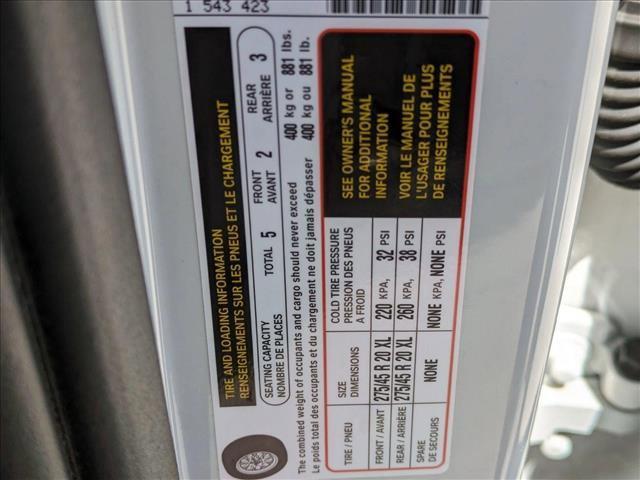 1 543 423
TIRE AND LOADING INFORMATION
RENSEIGNEMENTS SUR LES PNEUS ET LE CHARGEMENT
SEATING CAPACITY
NOMBRE DE PLACES
TOTAL 5
FRONT
AVANT 2
REAR
ARRIÈRE 3
The combined weight of occupants and cargo should never exceed 400 kg or 881 lbs.
Le poids total des occupants et du chargement ne doit jamais dépasser 400 kg ou 881 lb.
TIRE / PNEU
SIZE
DIMENSIONS
COLD TIRE PRESSURE
PRESSION DES PNEUS
A FROID
FRONT / AVANT 275/45 R 20 XL 220 KPA, 32 PSI
REAR / ARRIÈRE 275/45 R 20 XL 260 KPA, 38 PSI
SPARE
DE SECOURS
NONE NONE KPA, NONE PSI
SEE OWNER'S MANUAL
FOR ADDITIONAL
INFORMATION
VOIR LE MANUEL DE
L'USAGER POUR PLUS
DE RENSEIGNEMENTS